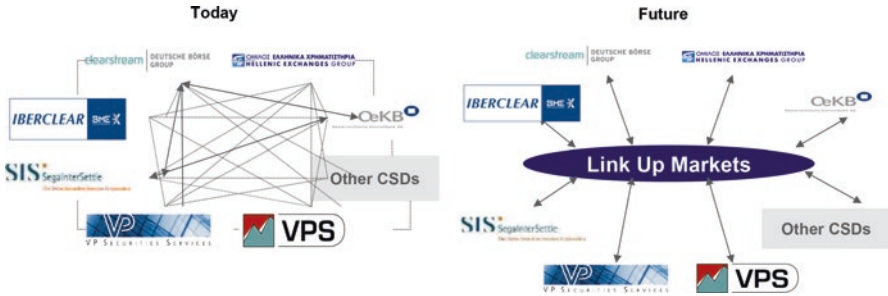 Today
clearstream DEUTSCHE BÖRSE GROUP
ΟΜΙΛΟΣ ΕΛΛΗΝΙΚΑ ΧΡΗΜΑΤΙΣΤΗΡΙΑ
HELLENIC EXCHANGES GROUP
IBERCLEAR BME X
OeKB
SIS SegaInterSettle
Other CSDs
VP SECURITIES SERVICES
VPS
Future
clearstream DEUTSCHE BÖRSE GROUP
ΟΜΙΛΟΣ ΕΛΛΗΝΙΚΑ ΧΡΗΜΑΤΙΣΤΗΡΙΑ
HELLENIC EXCHANGES GROUP
IBERCLEAR BME X
OeKB
Link Up Markets
SIS SegaInterSettle
Other CSDs
VP SECURITIES SERVICES
VPS